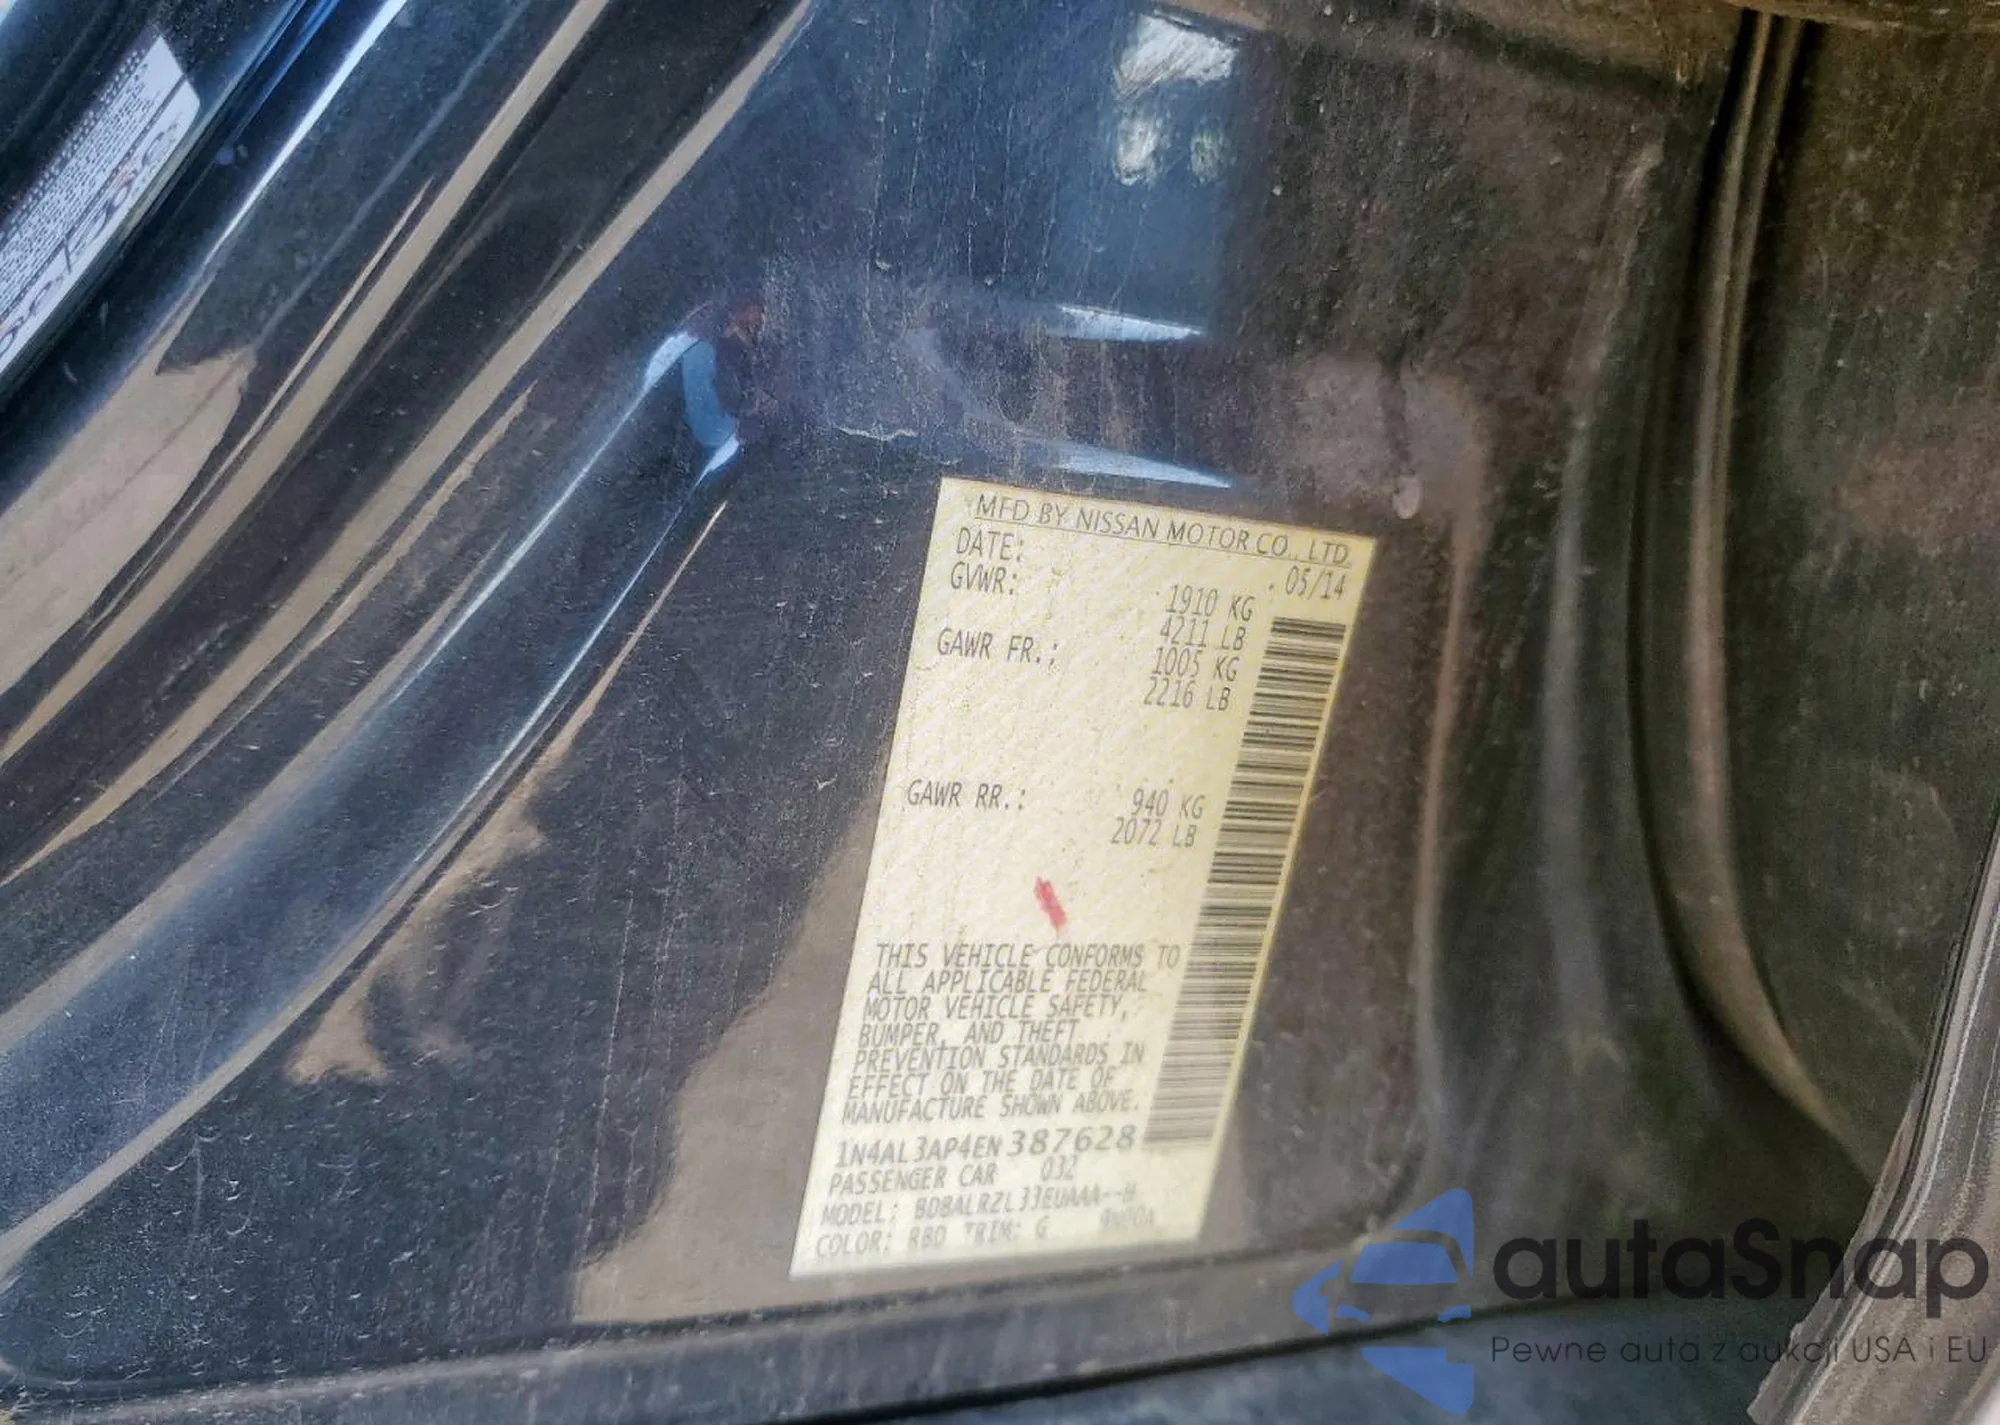 MFD BY NISSAN MOTOR CO., LTD.
DATE: 05/14
GVWR: 1910 KG
4211 LB
GAWR FR.: 1005 KG
2216 LB
GAWR RR.: 940 KG
2072 LB
THIS VEHICLE CONFORMS TO
ALL APPLICABLE FEDERAL
MOTOR VEHICLE SAFETY,
BUMPER, AND THEFT
PREVENTION STANDARDS IN
EFFECT ON THE DATE OF
MANUFACTURE SHOWN ABOVE.
1N4AL3AP4EN387628
PASSENGER CAR 032
MODEL: BDBALRZL33EUAAA--H
COLOR: RBD TRIM: G
autaSnap
Pewne auta z aukcji USA i EU